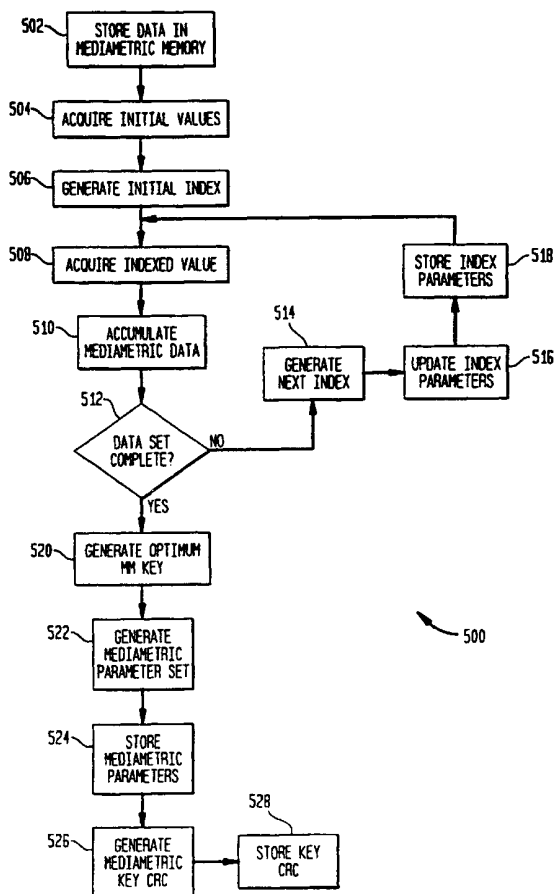 502
STORE DATA IN
MEDIAMETRIC MEMORY
504
ACQUIRE INITIAL VALUES
506
GENERATE INITIAL INDEX
508
ACQUIRE INDEXED VALUE
510
ACCUMULATE
MEDIAMETRIC DATA
512
DATA SET
COMPLETE?
NO
YES
514
GENERATE
NEXT INDEX
UPDATE INDEX
PARAMETERS
516
STORE INDEX
PARAMETERS
518
520
GENERATE OPTIMUM
MM KEY
522
GENERATE
MEDIAMETRIC
PARAMETER SET
500
524
STORE
MEDIAMETRIC
PARAMETERS
526
GENERATE
MEDIAMETRIC
KEY CRC
528
STORE KEY
CRC